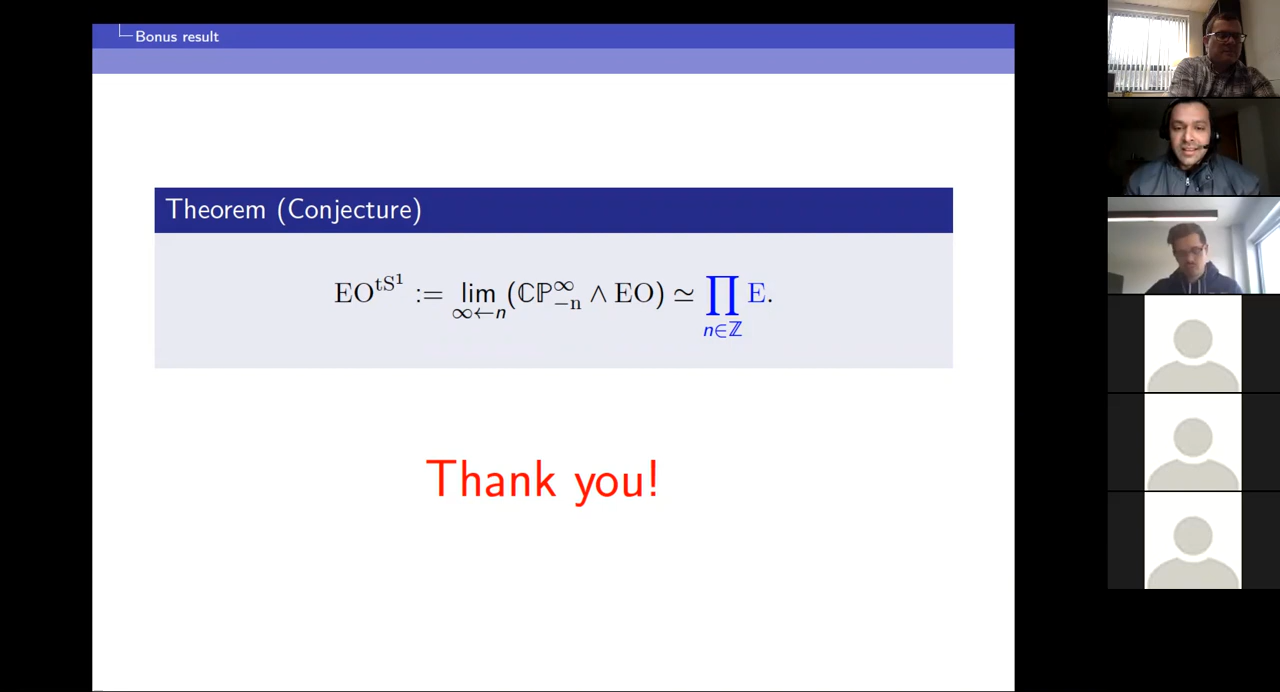 Bonus result
Theorem (Conjecture)
EO^{tS^1} := lim_{∞←n} (ℂℙ^∞_{−n} ∧ EO) ≃ ∏_{n∈ℤ} E.
Thank you!